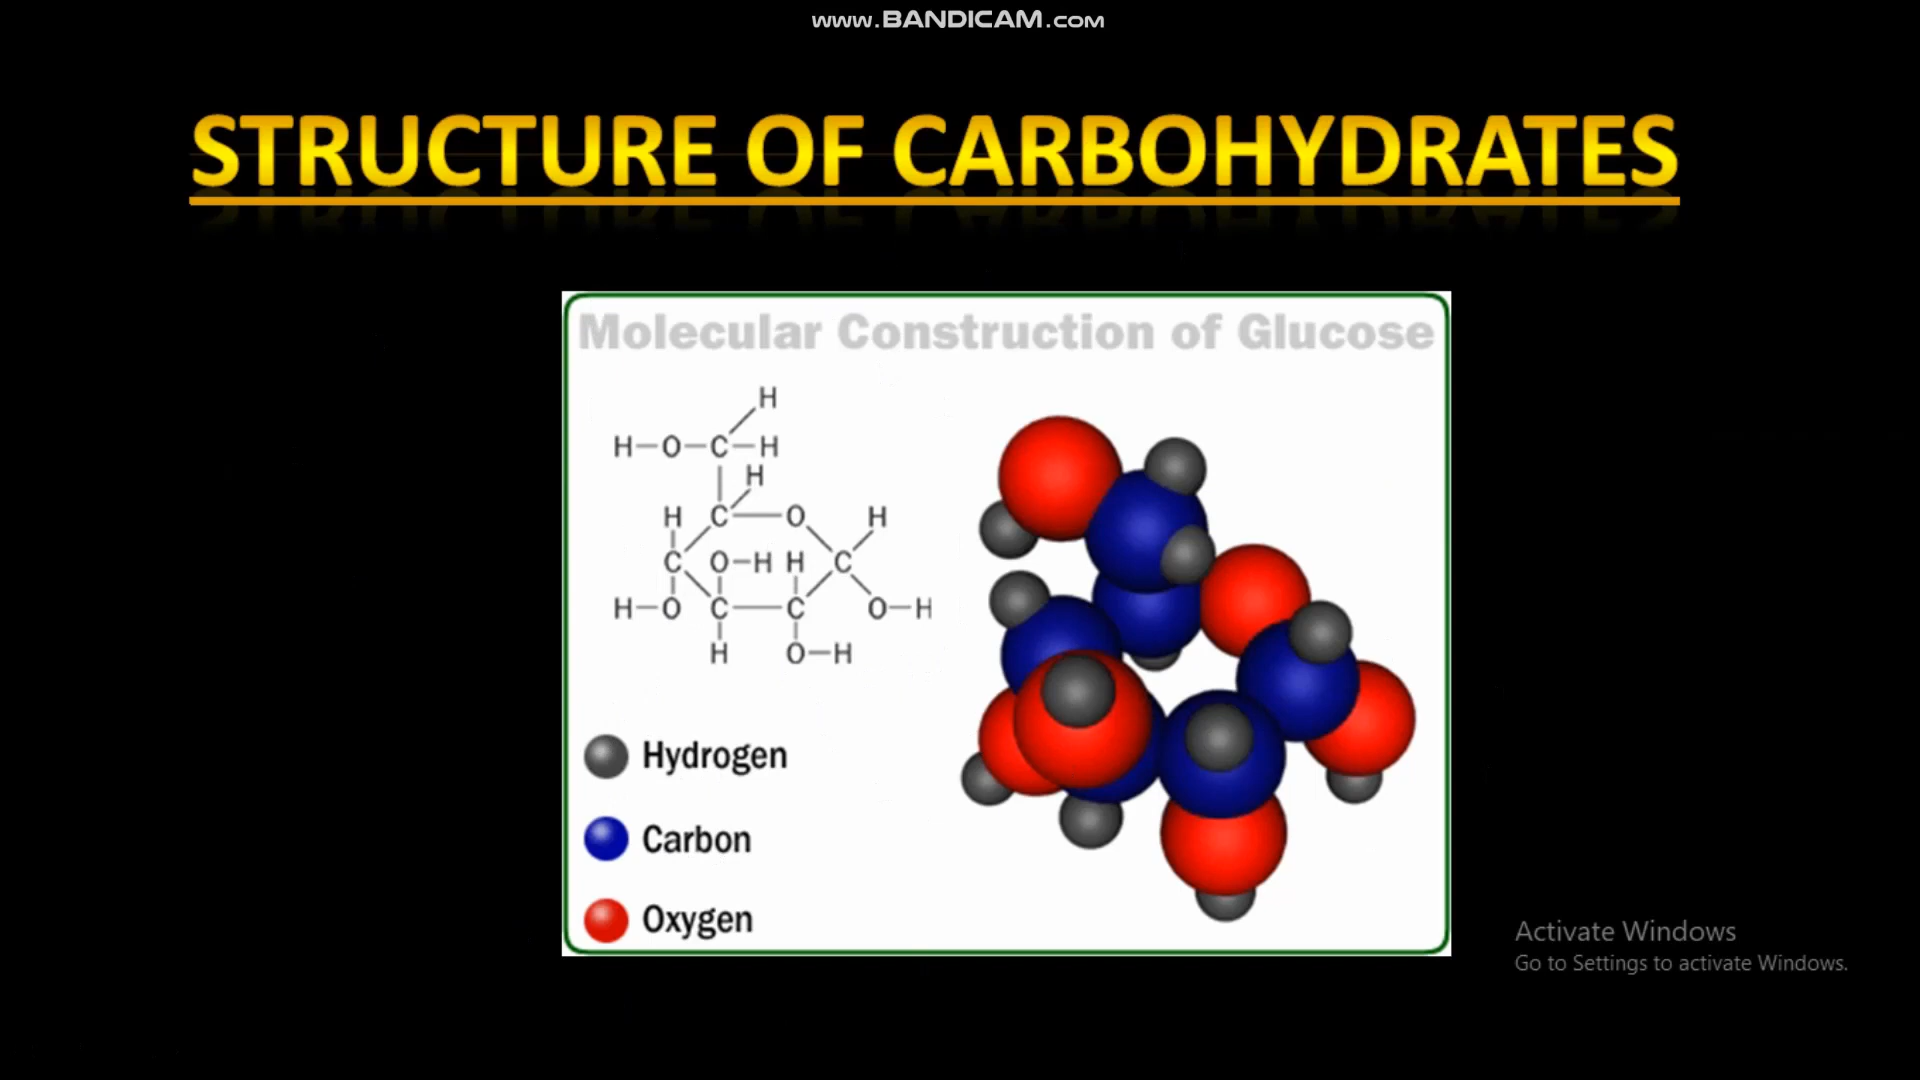 www.BANDICAM.com
STRUCTURE OF CARBOHYDRATES
Molecular Construction of Glucose
H
H-O-C-H
H
H C O H
C O-H H C
H-O C C O-H
H O-H
Hydrogen
Carbon
Oxygen
Activate Windows
Go to Settings to activate Windows.